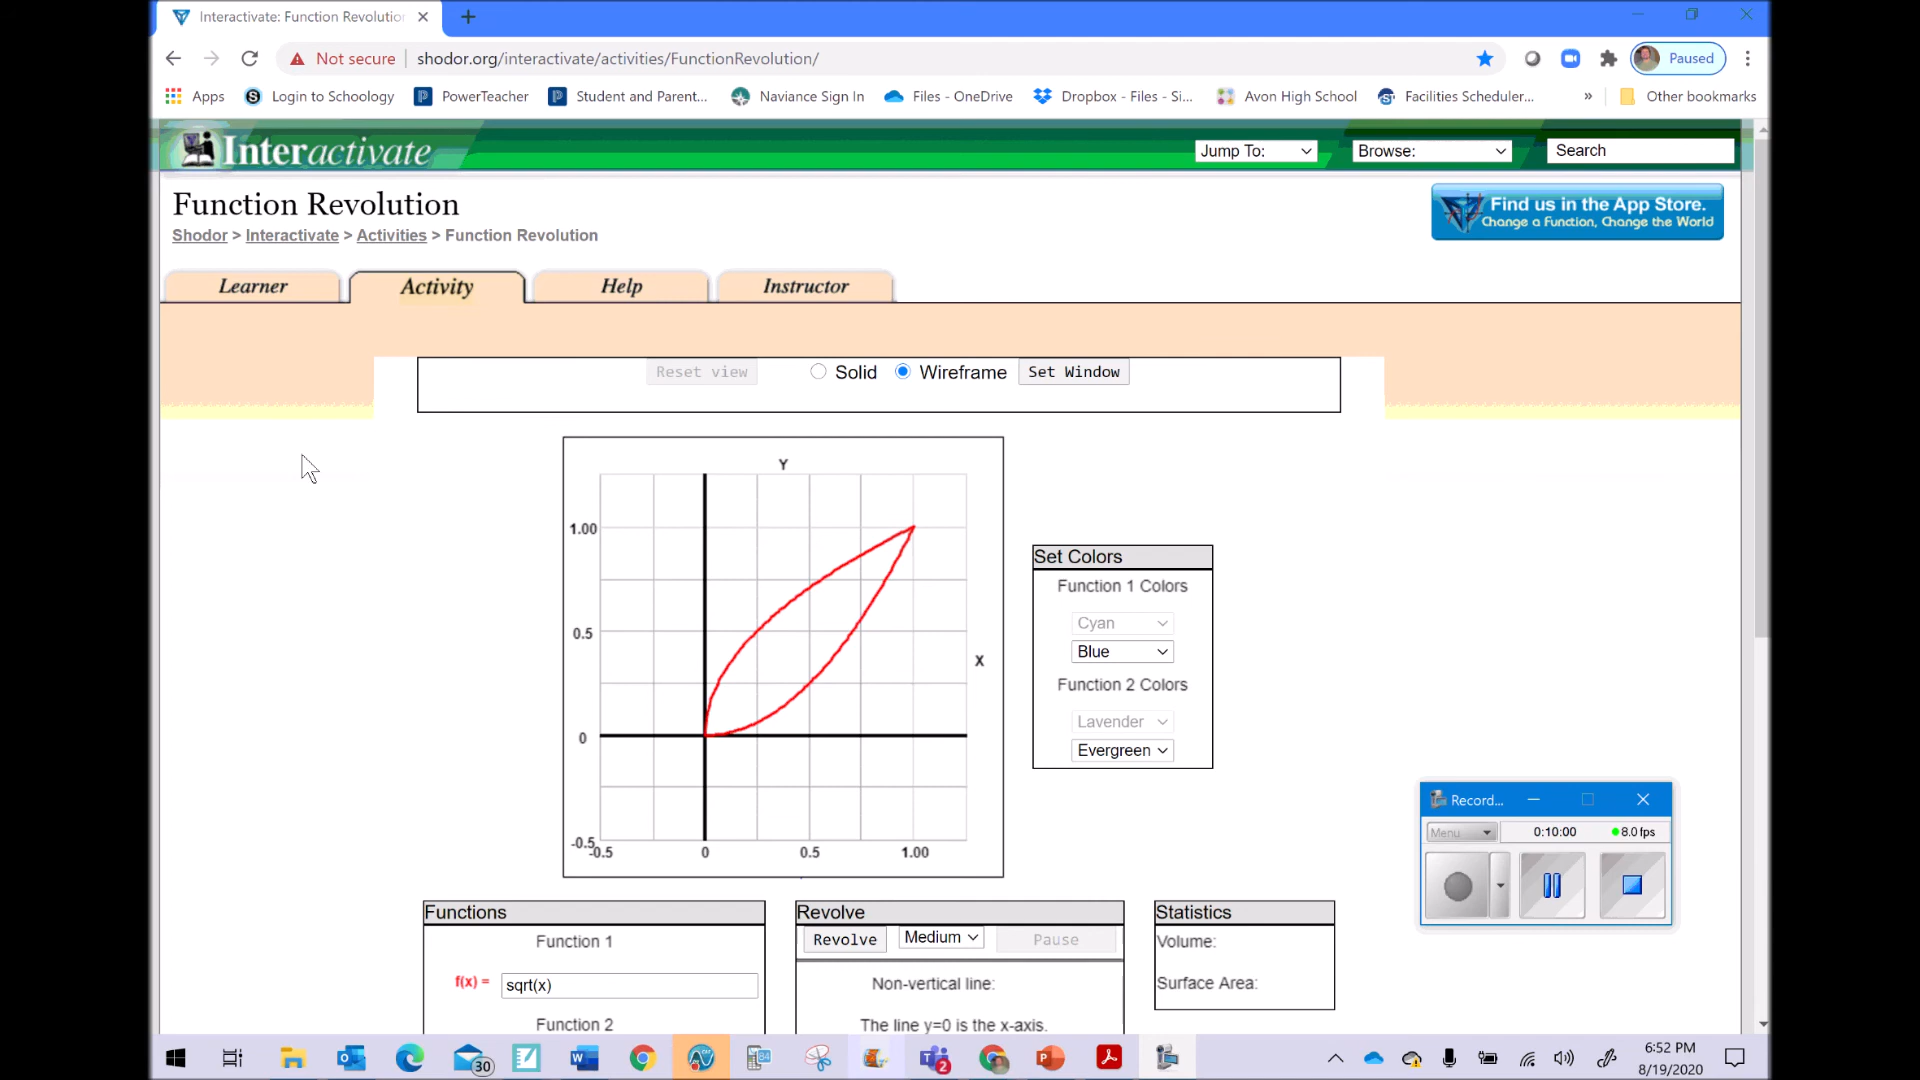 Interactivate: Function Revolution
Not secure shodor.org/interactivate/activities/FunctionRevolution/ Paused
Apps Login to Schoology PowerTeacher Student and Parent... Naviance Sign In Files - OneDrive Dropbox - Files - Si... Avon High School Facilities Scheduler... » Other bookmarks
Interactivate Jump To: Browse: Search
Function Revolution
Find us in the App Store.
Change a Function, Change the World
Shodor > Interactivate > Activities > Function Revolution
Learner Activity Help Instructor
Reset view Solid Wireframe Set Window
Y
1.00
0.5
X
0
-0.5
-0.5 0 0.5 1.00
Set Colors
Function 1 Colors
Cyan
Blue
Function 2 Colors
Lavender
Evergreen
Record...
Menu 0:10:00 8.0 fps
Functions
Function 1
f(x) = sqrt(x)
Function 2
Revolve
Revolve Medium Pause
Non-vertical line:
The line y=0 is the x-axis.
Statistics
Volume:
Surface Area:
30
84
2
6:52 PM
8/19/2020